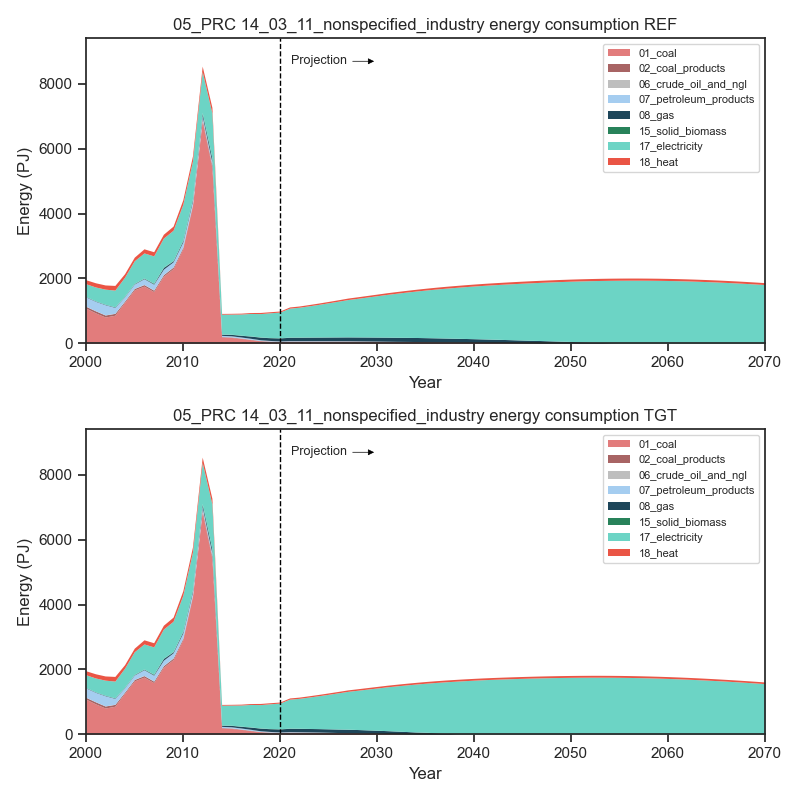 05_PRC 14_03_11_nonspecified_industry energy consumption REF
Projection
01_coal
02_coal_products
06_crude_oil_and_ngl
07_petroleum_products
08_gas
15_solid_biomass
17_electricity
18_heat
Energy (PJ)
8000
6000
4000
2000
0
2000 2010 2020 2030 2040 2050 2060 2070
Year
05_PRC 14_03_11_nonspecified_industry energy consumption TGT
Projection
01_coal
02_coal_products
06_crude_oil_and_ngl
07_petroleum_products
08_gas
15_solid_biomass
17_electricity
18_heat
Energy (PJ)
8000
6000
4000
2000
0
2000 2010 2020 2030 2040 2050 2060 2070
Year